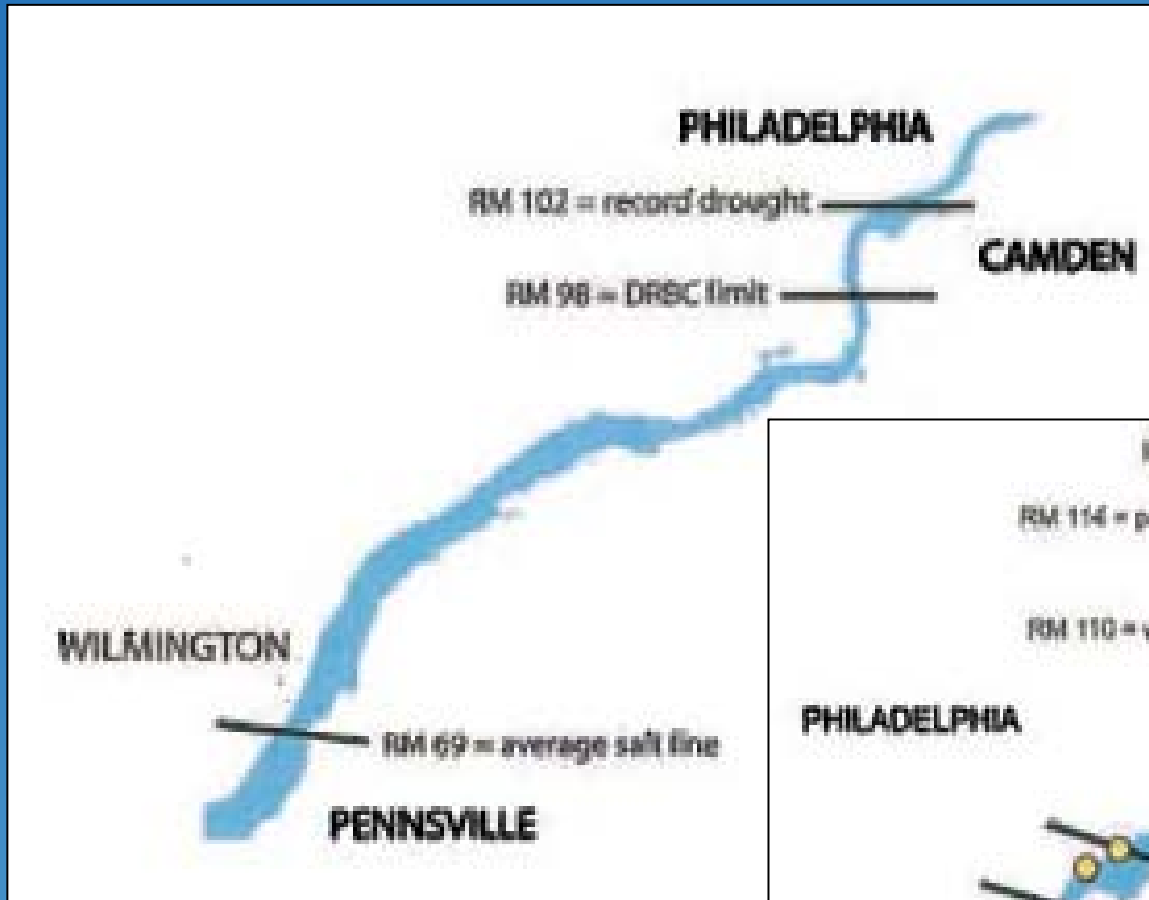 PHILADELPHIA
RM 102 = record drought
CAMDEN
RM 98 = DRBC limit
WILMINGTON
RM 69 = average salt line
PENNSVILLE
RM 114 =
RM 110 =
PHILADELPHIA